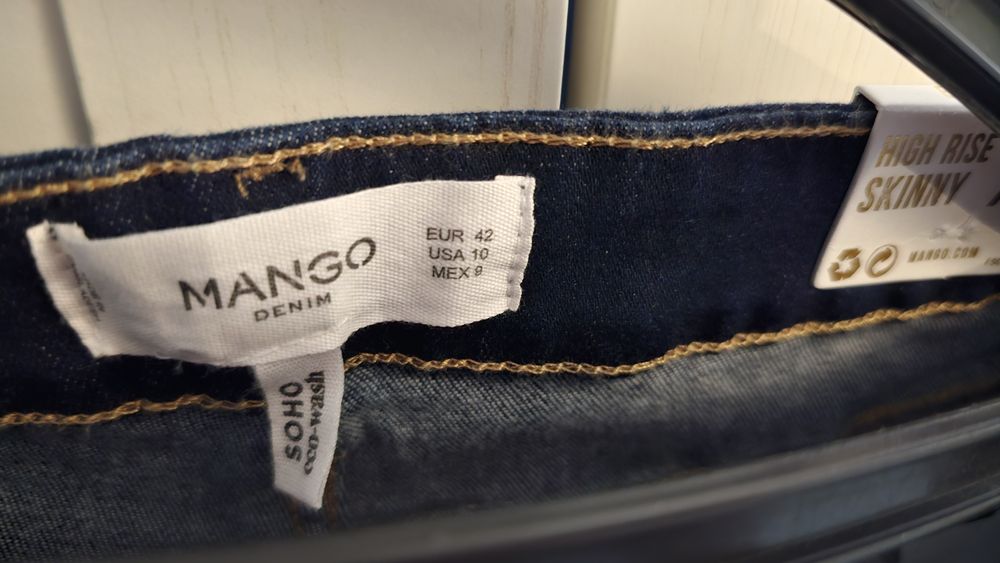 MANGO
DENIM
EUR 42
USA 10
MEX 9
SOHO
eco-wash
HIGH RISE
SKINNY
MANGO.COM